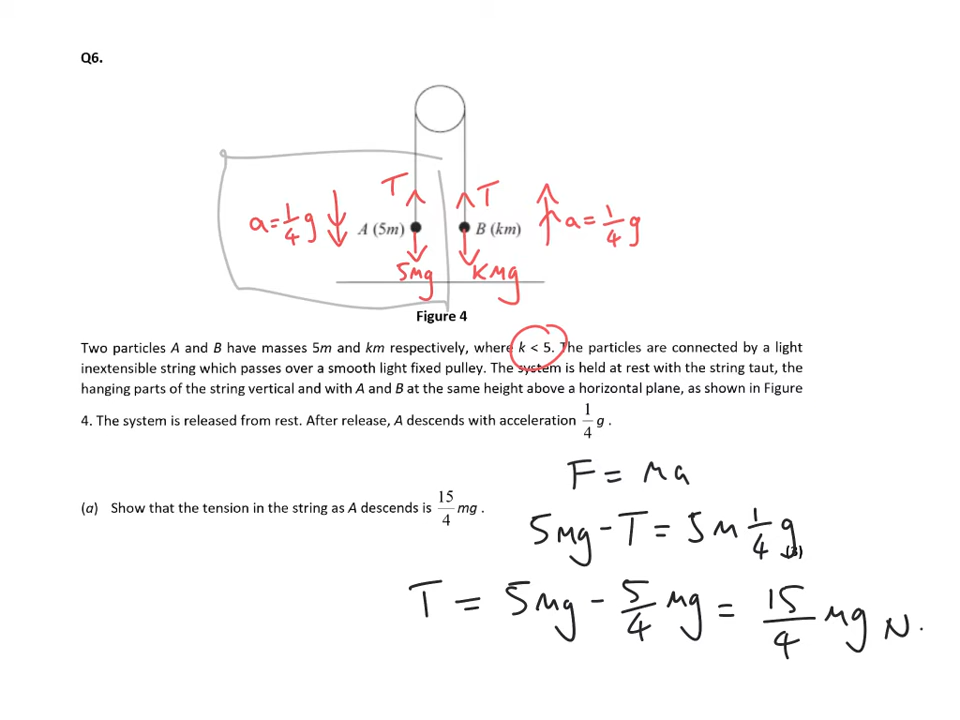 Q6.
T T
a = 1/4 g A (5m) B (km) a = 1/4 g
5mg kmg
Figure 4
Two particles A and B have masses 5m and km respectively, where k < 5. The particles are connected by a light
inextensible string which passes over a smooth light fixed pulley. The system is held at rest with the string taut, the
hanging parts of the string vertical and with A and B at the same height above a horizontal plane, as shown in Figure
4. The system is released from rest. After release, A descends with acceleration 1/4 g .
F = ma
(a) Show that the tension in the string as A descends is 15/4 mg .
5mg - T = 5m 1/4 g
(3)
T = 5mg - 5/4 mg = 15/4 mg N.